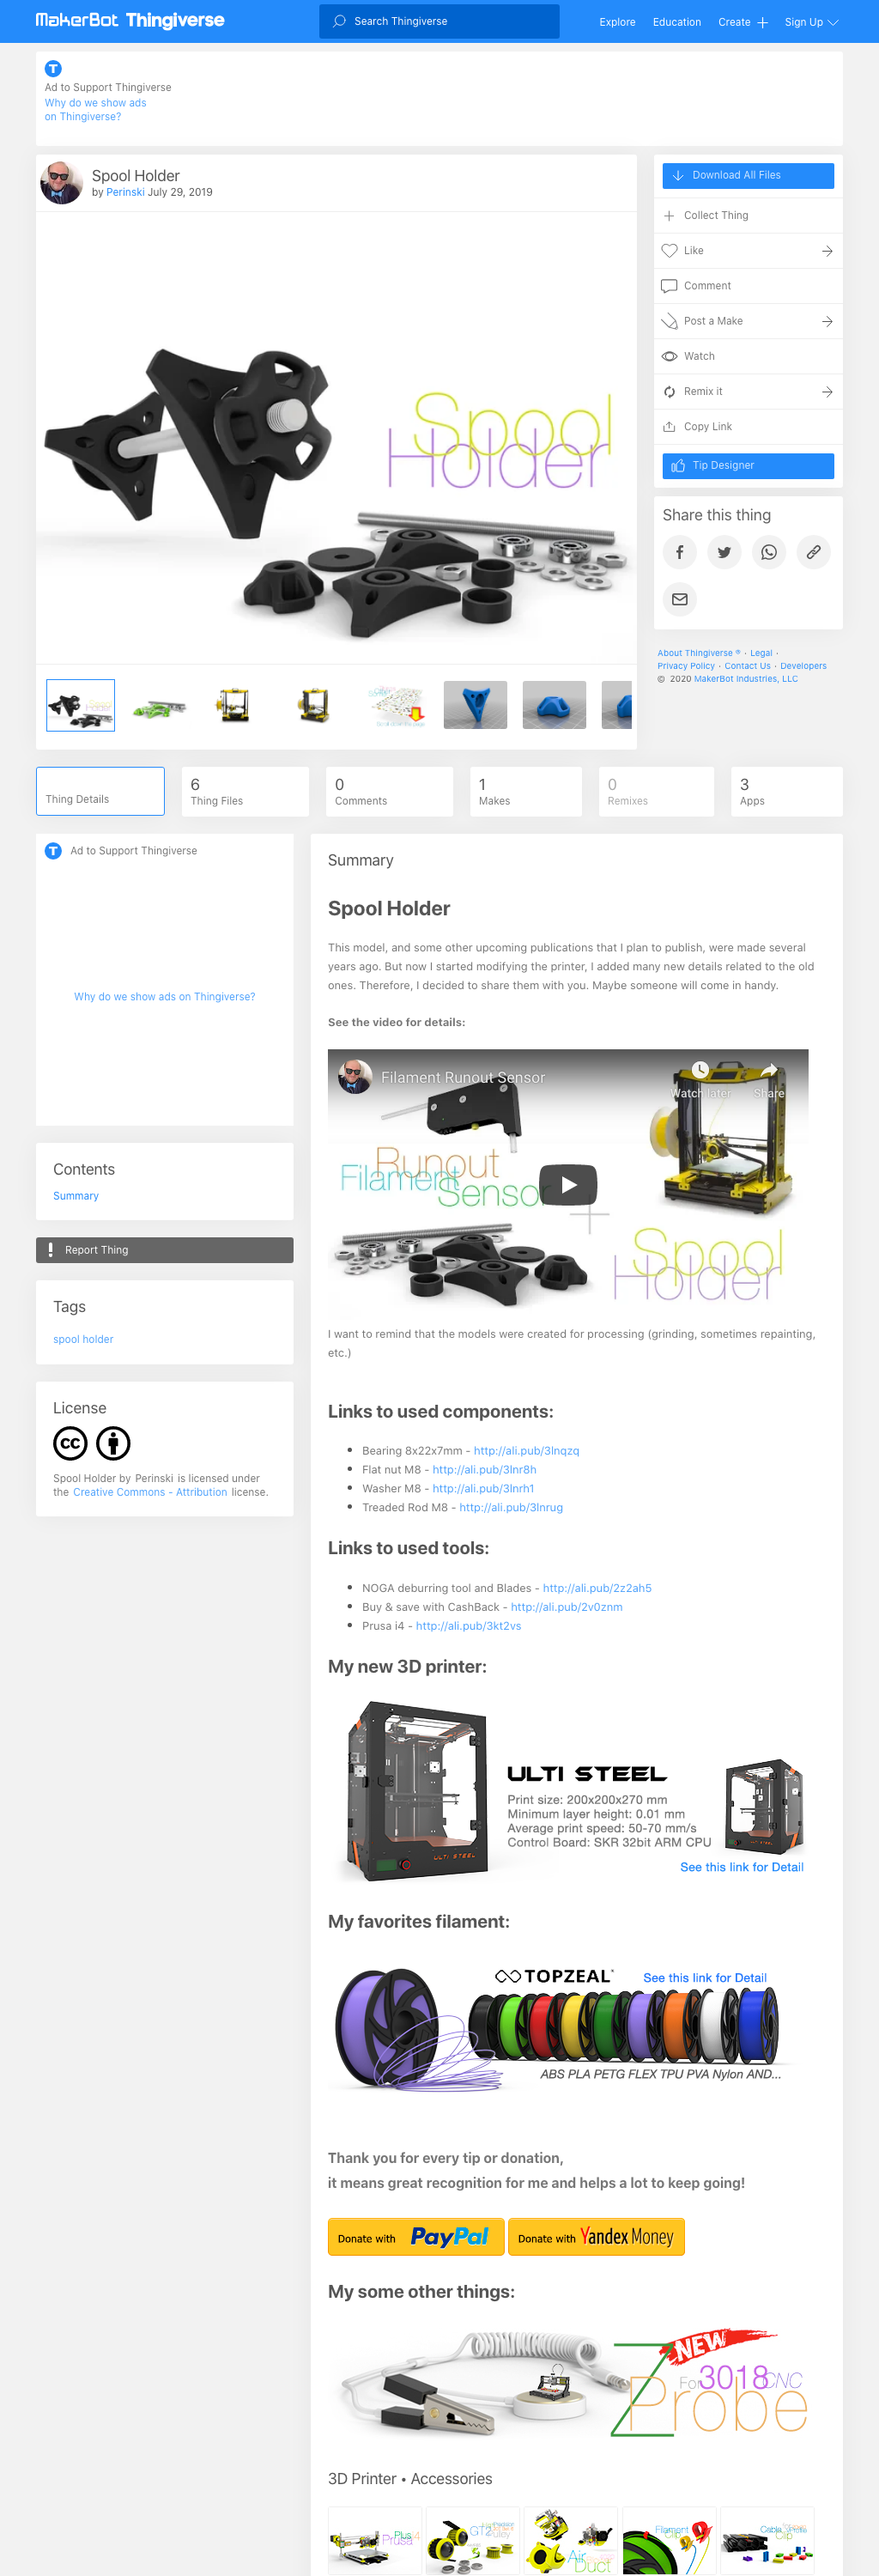 MakerBot Thingiverse
Search Thingiverse
Explore Education Create Sign Up
Ad to Support Thingiverse
Why do we show ads
on Thingiverse?
Spool Holder
by Perinski July 29, 2019
Download All Files
Collect Thing
Like
Comment
Post a Make
Watch
Remix it
Copy Link
Tip Designer
Spool
Holder
Share this thing
About Thingiverse ® · Legal ·
Privacy Policy · Contact Us · Developers
© 2020 MakerBot Industries, LLC
Thing Details
6
Thing Files
0
Comments
1
Makes
0
Remixes
3
Apps
Ad to Support Thingiverse
Why do we show ads on Thingiverse?
Contents
Summary
Report Thing
Tags
spool holder
License
Spool Holder by Perinski is licensed under
the Creative Commons - Attribution license.
Summary
Spool Holder
This model, and some other upcoming publications that I plan to publish, were made several
years ago. But now I started modifying the printer, I added many new details related to the old
ones. Therefore, I decided to share them with you. Maybe someone will come in handy.
See the video for details:
Filament Runout Sensor
Watch later Share
Runout
Filament
Sensor
Spool
Holder
I want to remind that the models were created for processing (grinding, sometimes repainting,
etc.)
Links to used components:
Bearing 8x22x7mm - http://ali.pub/3lnqzq
Flat nut M8 - http://ali.pub/3lnr8h
Washer M8 - http://ali.pub/3lnrh1
Treaded Rod M8 - http://ali.pub/3lnrug
Links to used tools:
NOGA deburring tool and Blades - http://ali.pub/2z2ah5
Buy & save with CashBack - http://ali.pub/2v0znm
Prusa i4 - http://ali.pub/3kt2vs
My new 3D printer:
ULTI STEEL
Print size: 200x200x270 mm
Minimum layer height: 0.01 mm
Average print speed: 50-70 mm/s
Control Board: SKR 32bit ARM CPU
ULTI STEEL
See this link for Detail
My favorites filament:
TOPZEAL
See this link for Detail
ABS PLA PETG FLEX TPU PVA Nylon AND...
Thank you for every tip or donation,
it means great recognition for me and helps a lot to keep going!
Donate with PayPal
Donate with Yandex Money
My some other things:
NEW
For 3018 CNC
Z Probe
3D Printer • Accessories
Prusa Plus i4
GT2 Pulley
Air Duct
Filament Clip
Cable Clip